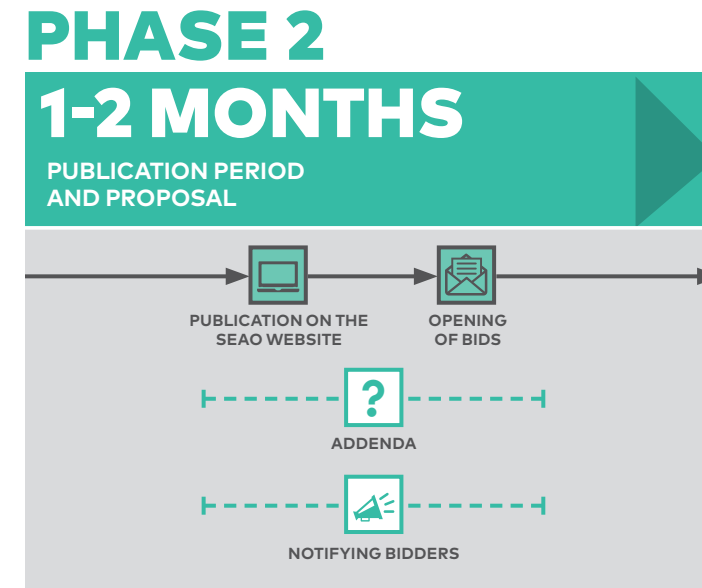 PHASE 2
1-2 MONTHS
PUBLICATION PERIOD
AND PROPOSAL
PUBLICATION ON THE
SEAO WEBSITE
OPENING
OF BIDS
?
ADDENDA
NOTIFYING BIDDERS